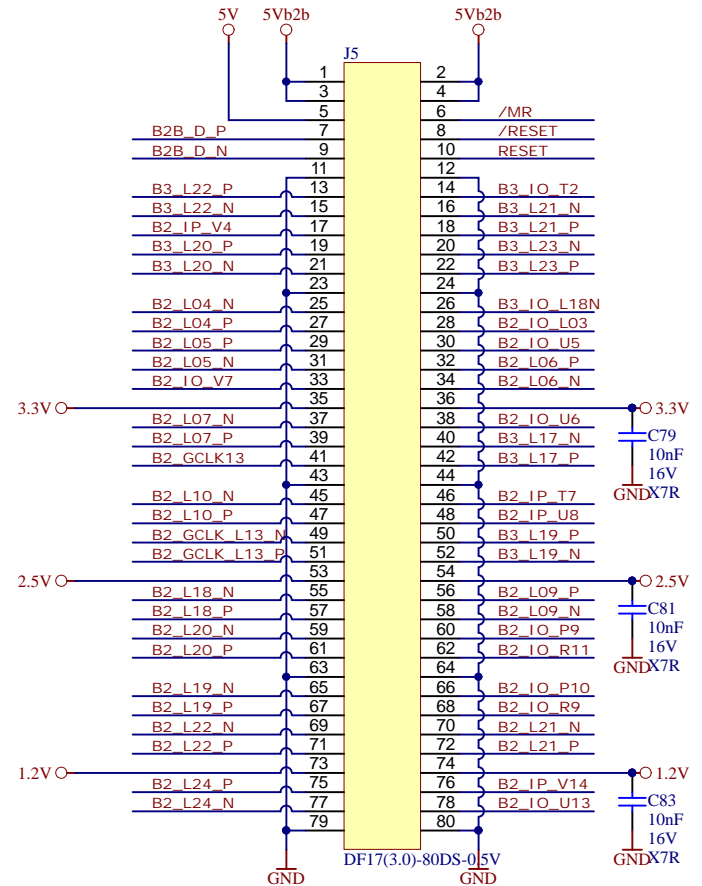 5V 5Vb2b 5Vb2b
J5
1 2
3 4
5 6 /MR
B2B_D_P 7 8 /RESET
B2B_D_N 9 10 RESET
11 12
B3_L22_P 13 14 B3_IO_T2
B3_L22_N 15 16 B3_L21_N
B2_IP_V4 17 18 B3_L21_P
B3_L20_P 19 20 B3_L23_N
B3_L20_N 21 22 B3_L23_P
23 24
B2_L04_N 25 26 B3_IO_L18N
B2_L04_P 27 28 B2_IO_L03
B2_L05_P 29 30 B2_IO_U5
B2_L05_N 31 32 B2_L06_P
B2_IO_V7 33 34 B2_L06_N
3.3V 35 36 3.3V
B2_L07_N 37 38 B2_IO_U6 C79
B2_L07_P 39 40 B3_L17_N 10nF
B2_GCLK13 41 42 B3_L17_P 16V
43 44 GND X7R
B2_L10_N 45 46 B2_IP_T7
B2_L10_P 47 48 B2_IP_U8
B2_GCLK_L13_N 49 50 B3_L19_P
B2_GCLK_L13_P 51 52 B3_L19_N
2.5V 53 54 2.5V
B2_L18_N 55 56 B2_L09_P C81
B2_L18_P 57 58 B2_L09_N 10nF
B2_L20_N 59 60 B2_IO_P9 16V
B2_L20_P 61 62 B2_IO_R11 GND X7R
63 64
B2_L19_N 65 66 B2_IO_P10
B2_L19_P 67 68 B2_IO_R9
B2_L22_N 69 70 B2_L21_N
B2_L22_P 71 72 B2_L21_P
1.2V 73 74 1.2V
B2_L24_P 75 76 B2_IP_V14 C83
B2_L24_N 77 78 B2_IO_U13 10nF
79 80 16V
DF17(3.0)-80DS-0.5V GND X7R
GND GND